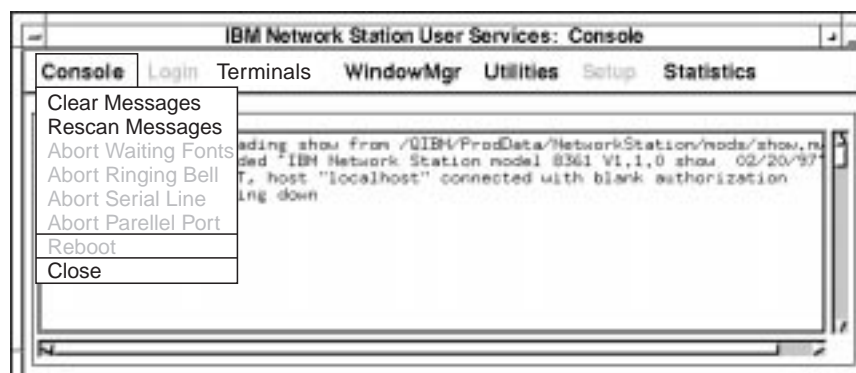 IBM Network Station User Services: Console
Console Login Terminals WindowMgr Utilities Setup Statistics
Clear Messages
Rescan Messages
Abort Waiting Fonts
Abort Ringing Bell
Abort Serial Line
Abort Parellel Port
Reboot
Close
ading show from /QIBM/ProdData/NetworkStation/mods/show.m
ded "IBM Network Station model 8361 V1.1.0 show 02/20/97"
T, host "localhost" connected with blank authorization
ing down